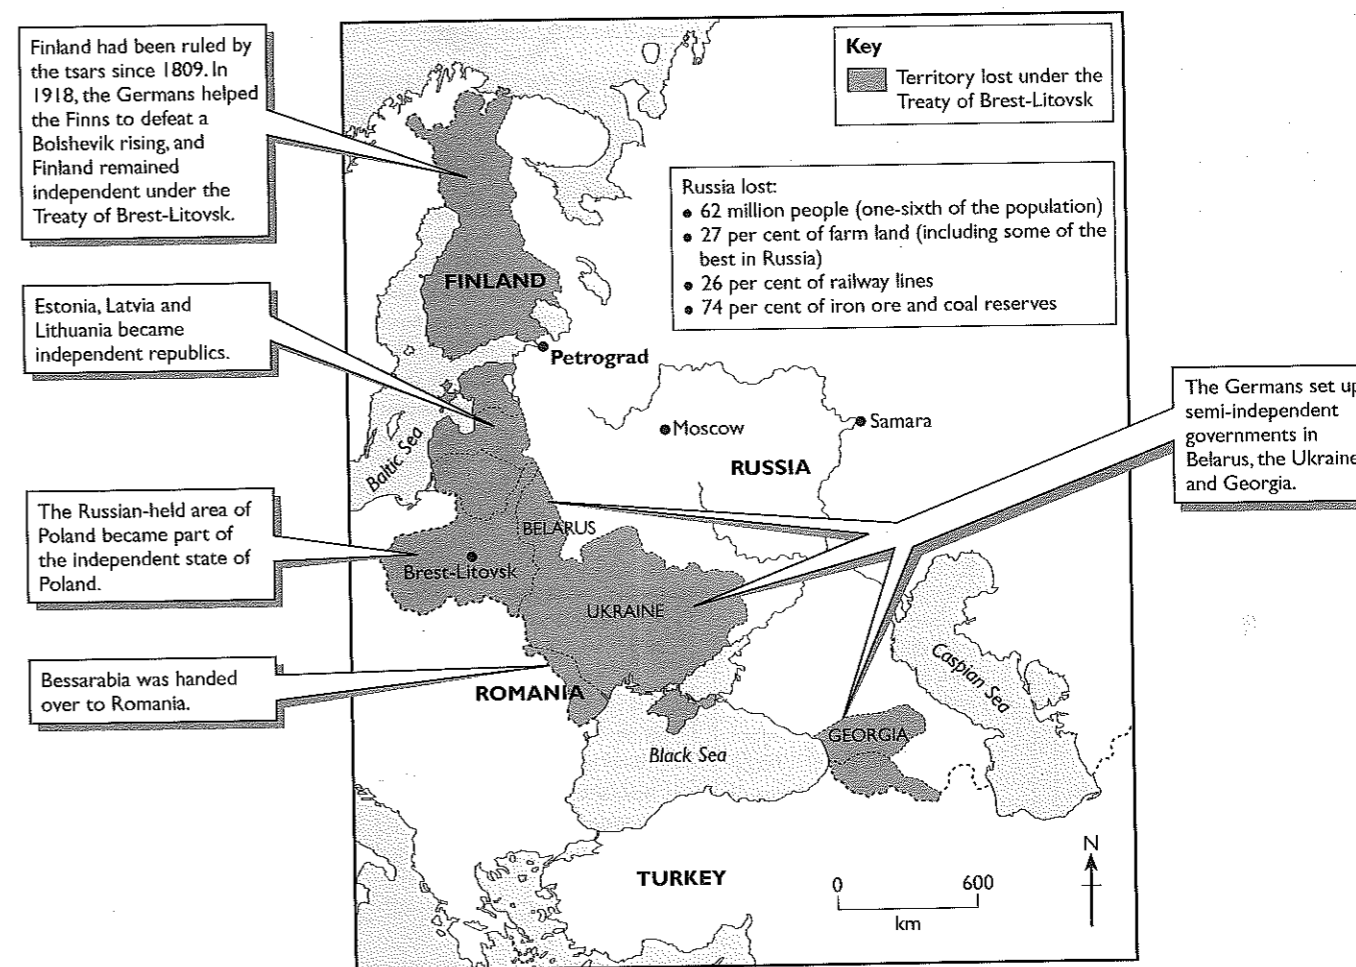 Finland had been ruled by
the tsars since 1809. In
1918, the Germans helped
the Finns to defeat a
Bolshevik rising, and
Finland remained
independent under the
Treaty of Brest-Litovsk.
Estonia, Latvia and
Lithuania became
independent republics.
The Russian-held area of
Poland became part of
the independent state of
Poland.
Bessarabia was handed
over to Romania.
Key
Territory lost under the
Treaty of Brest-Litovsk
Russia lost:
• 62 million people (one-sixth of the population)
• 27 per cent of farm land (including some of the
best in Russia)
• 26 per cent of railway lines
• 74 per cent of iron ore and coal reserves
The Germans set up
semi-independent
governments in
Belarus, the Ukraine
and Georgia.
FINLAND
Petrograd
Moscow
Samara
RUSSIA
Baltic Sea
BELARUS
Brest-Litovsk
UKRAINE
ROMANIA
Caspian Sea
Black Sea
GEORGIA
TURKEY
N
0 600
km